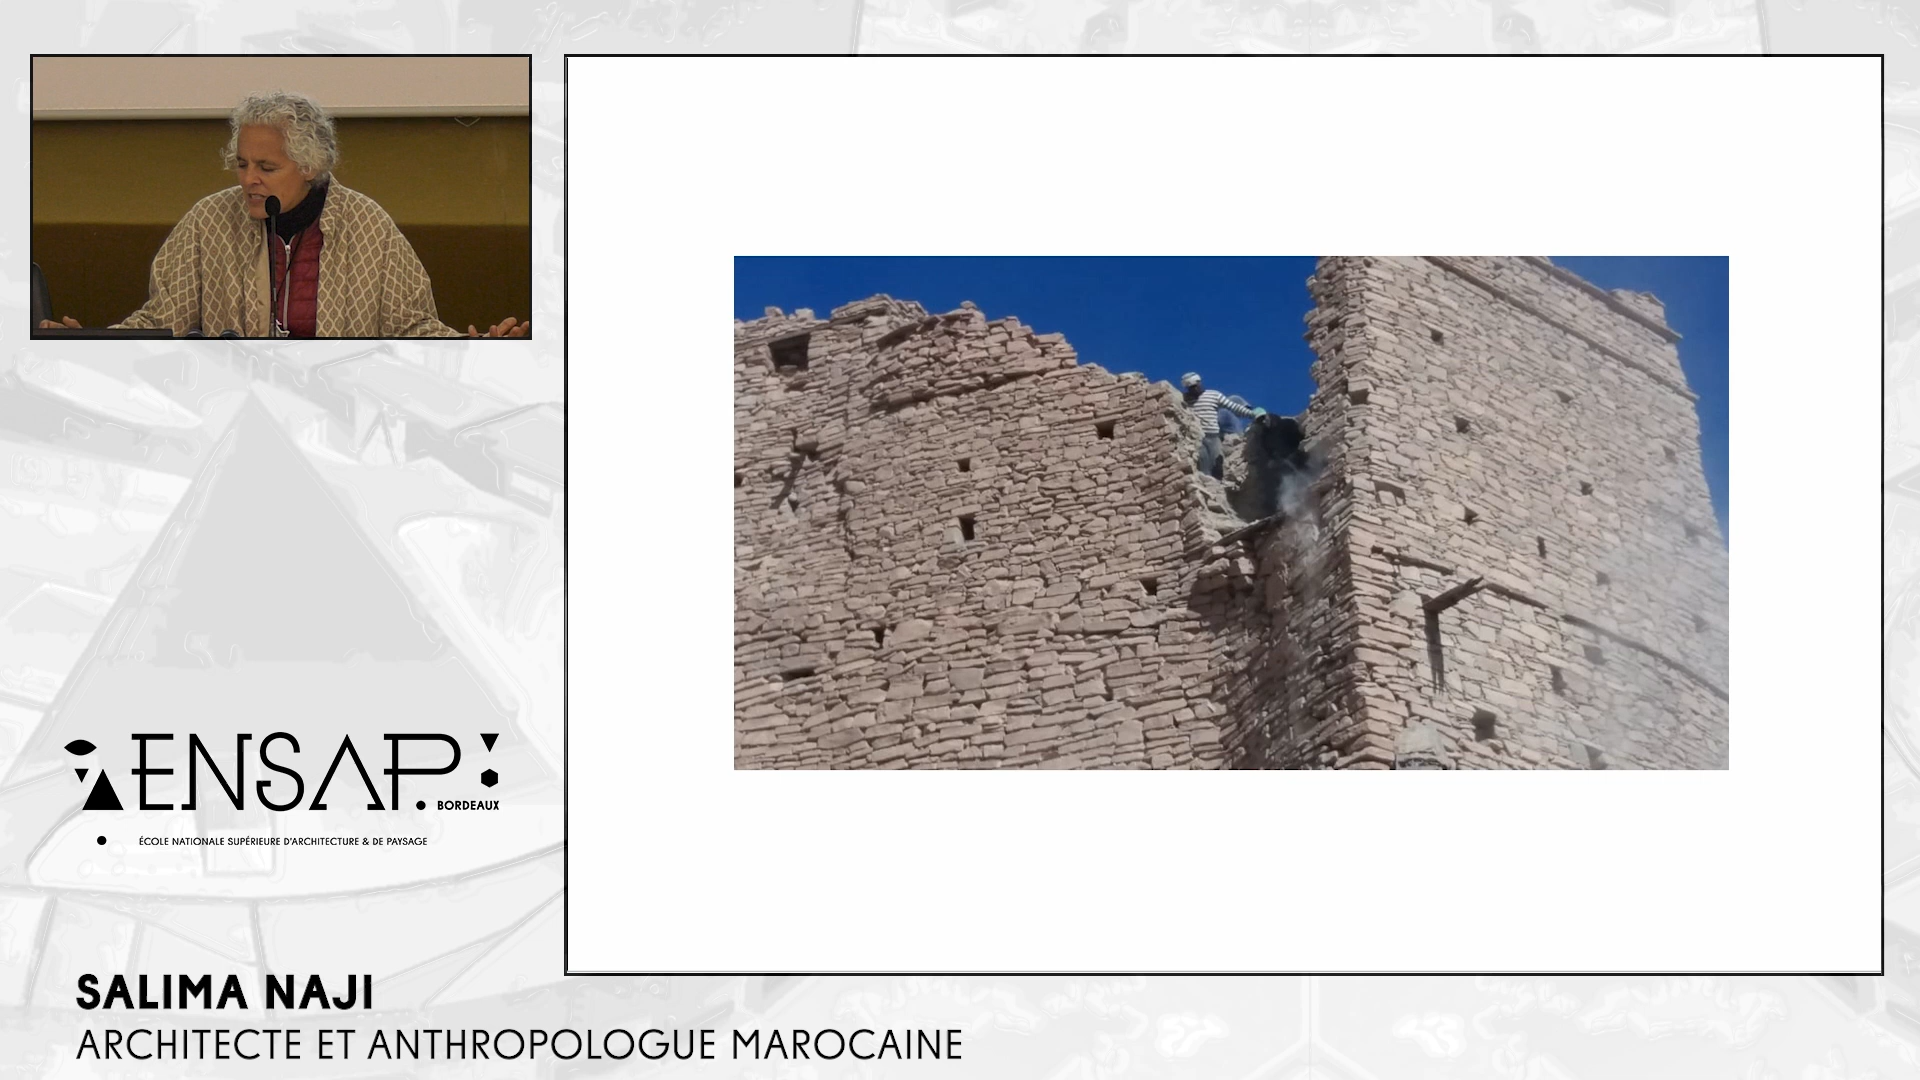 ENSAP.
BORDEAUX
ÉCOLE NATIONALE SUPÉRIEURE D'ARCHITECTURE & DE PAYSAGE
SALIMA NAJI
ARCHITECTE ET ANTHROPOLOGUE MAROCAINE